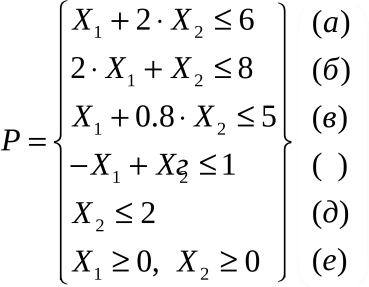 X₁ + 2 · X₂ ≤ 6 (а)
2 · X₁ + X₂ ≤ 8 (б)
X₁ + 0.8 · X₂ ≤ 5 (в)
P =
−X₁ + X₂ ≤ 1 (г)
X₂ ≤ 2 (д)
X₁ ≥ 0, X₂ ≥ 0 (е)